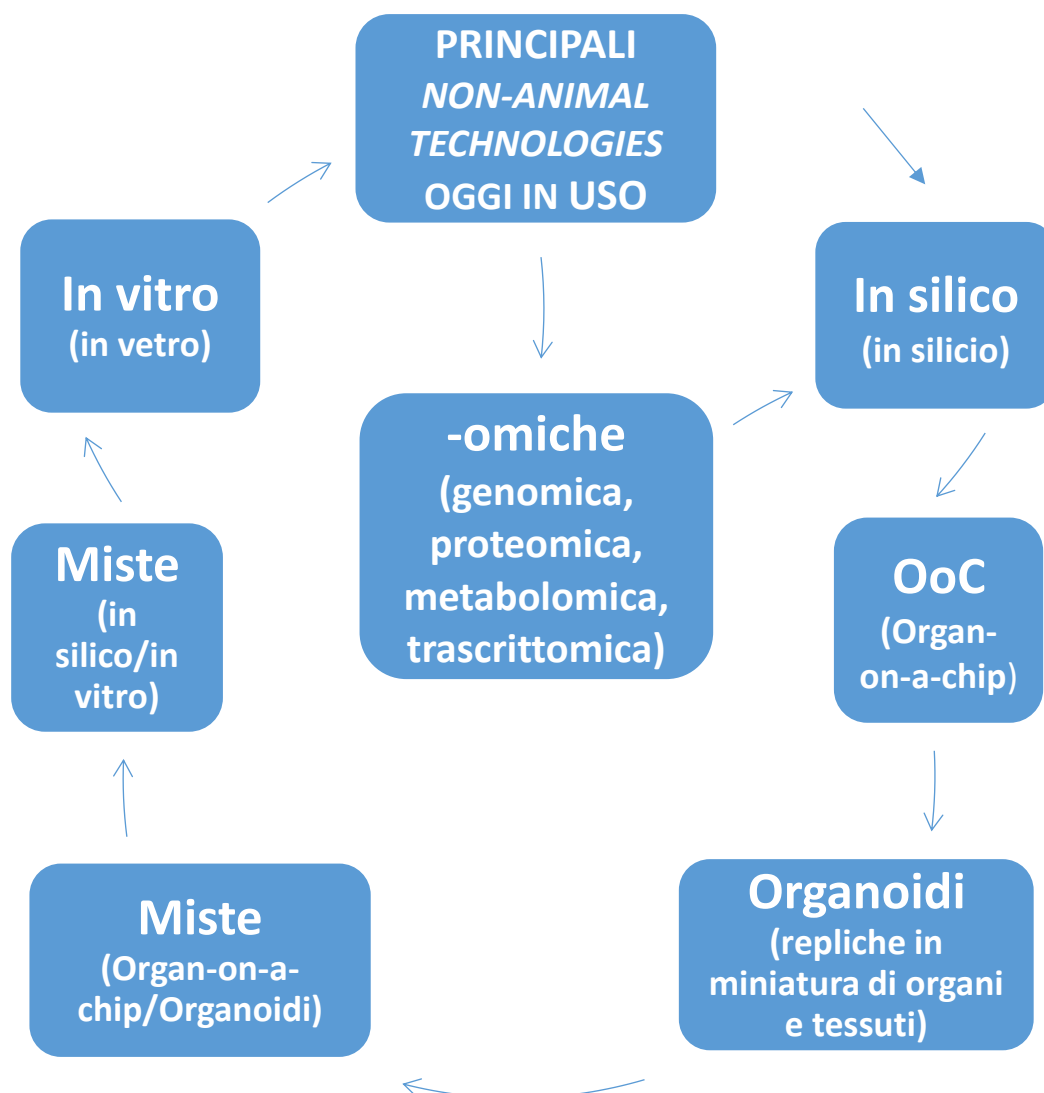 PRINCIPALI
NON-ANIMAL
TECHNOLOGIES
OGGI IN USO
In vitro
(in vetro)
In silico
(in silicio)
-omiche
(genomica,
proteomica,
metabolomica,
trascrittomica)
Miste
(in
silico/in
vitro)
OoC
(Organ-
on-a-chip)
Miste
(Organ-on-a-
chip/Organoidi)
Organoidi
(repliche in
miniatura di organi
e tessuti)